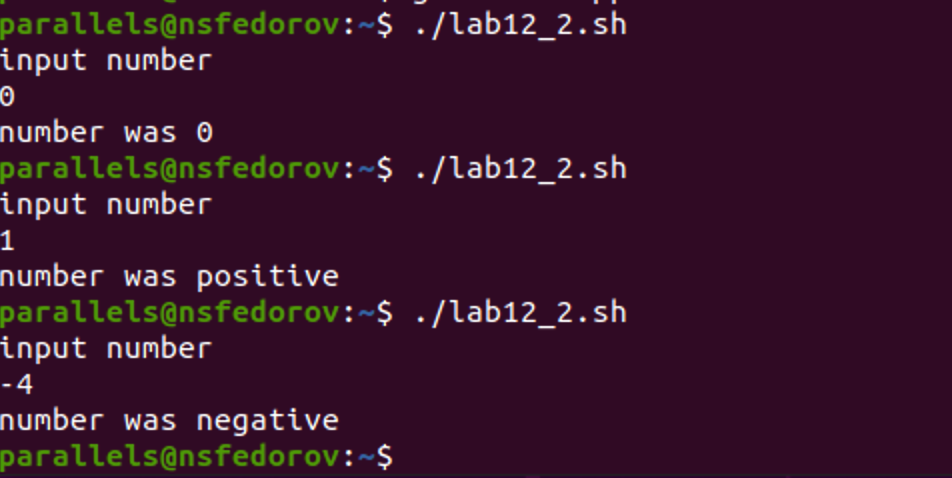 parallels@nsfedorov:~$ ./lab12_2.sh
input number
0
number was 0
parallels@nsfedorov:~$ ./lab12_2.sh
input number
1
number was positive
parallels@nsfedorov:~$ ./lab12_2.sh
input number
-4
number was negative
parallels@nsfedorov:~$